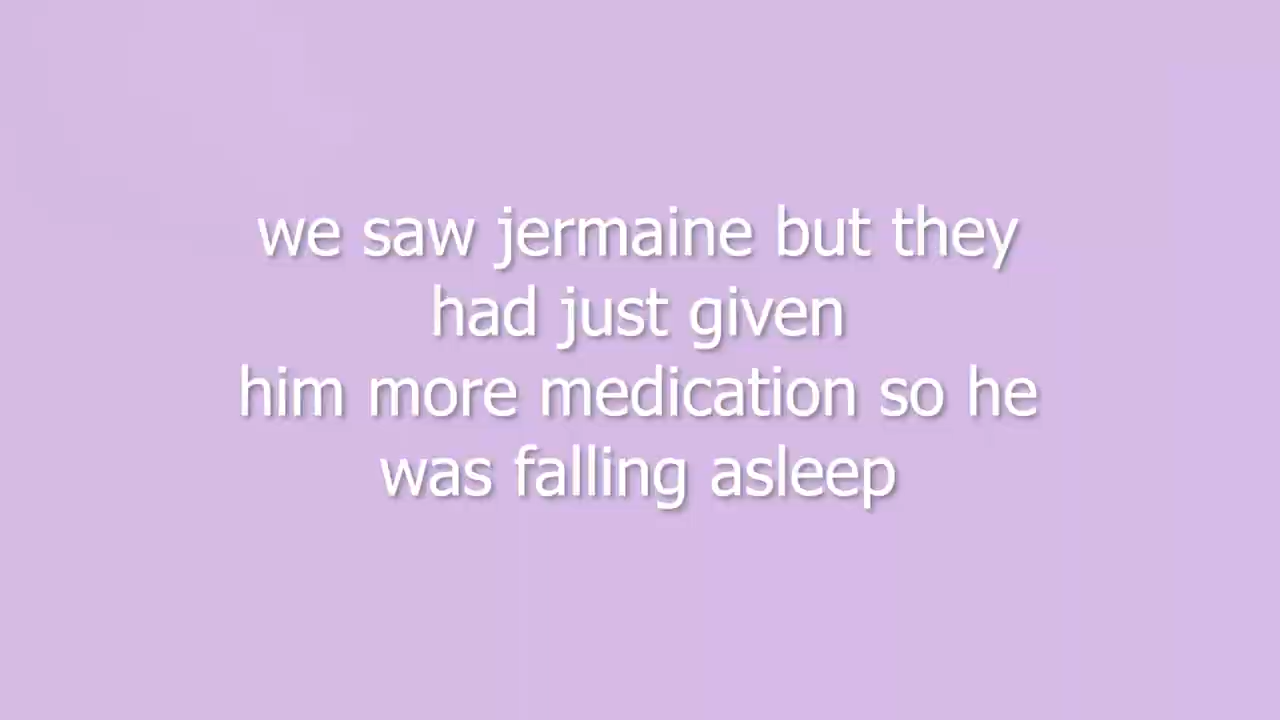 we saw jermaine but they
had just given
him more medication so he
was falling asleep